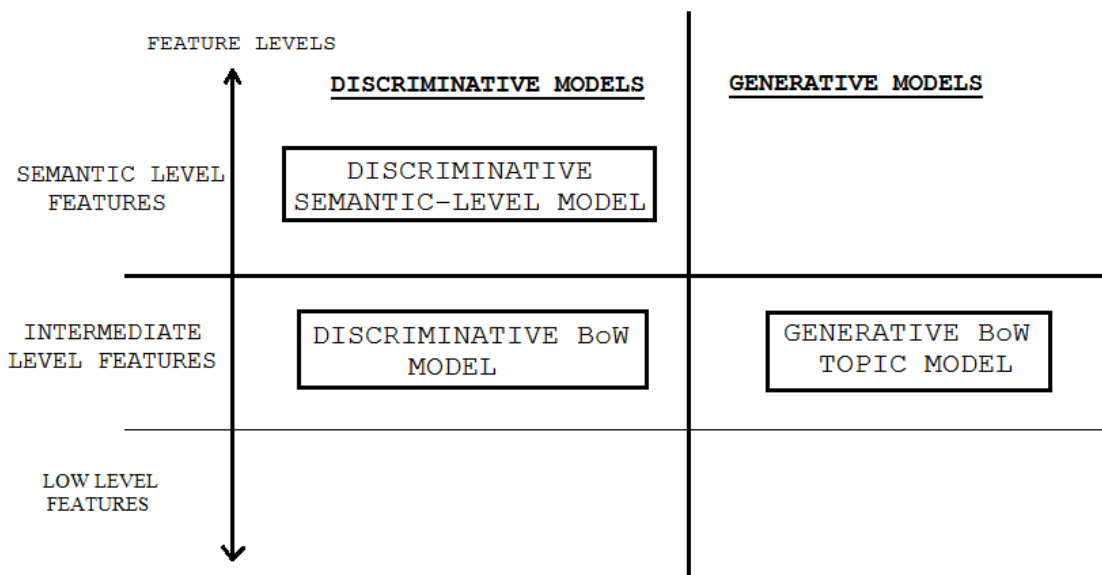 FEATURE LEVELS
DISCRIMINATIVE MODELS
GENERATIVE MODELS
SEMANTIC LEVEL
FEATURES
DISCRIMINATIVE
SEMANTIC-LEVEL MODEL
INTERMEDIATE
LEVEL FEATURES
DISCRIMINATIVE BoW
MODEL
GENERATIVE BoW
TOPIC MODEL
LOW LEVEL
FEATURES